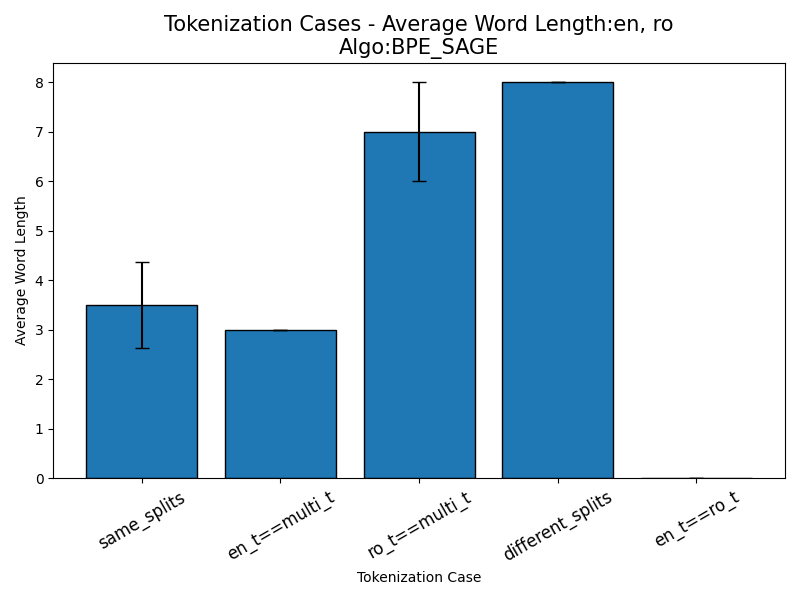 Tokenization Cases - Average Word Length:en, ro
Algo:BPE_SAGE
Average Word Length
8
7
6
5
4
3
2
1
0
same_splits
en_t==multi_t
ro_t==multi_t
different_splits
en_t==ro_t
Tokenization Case